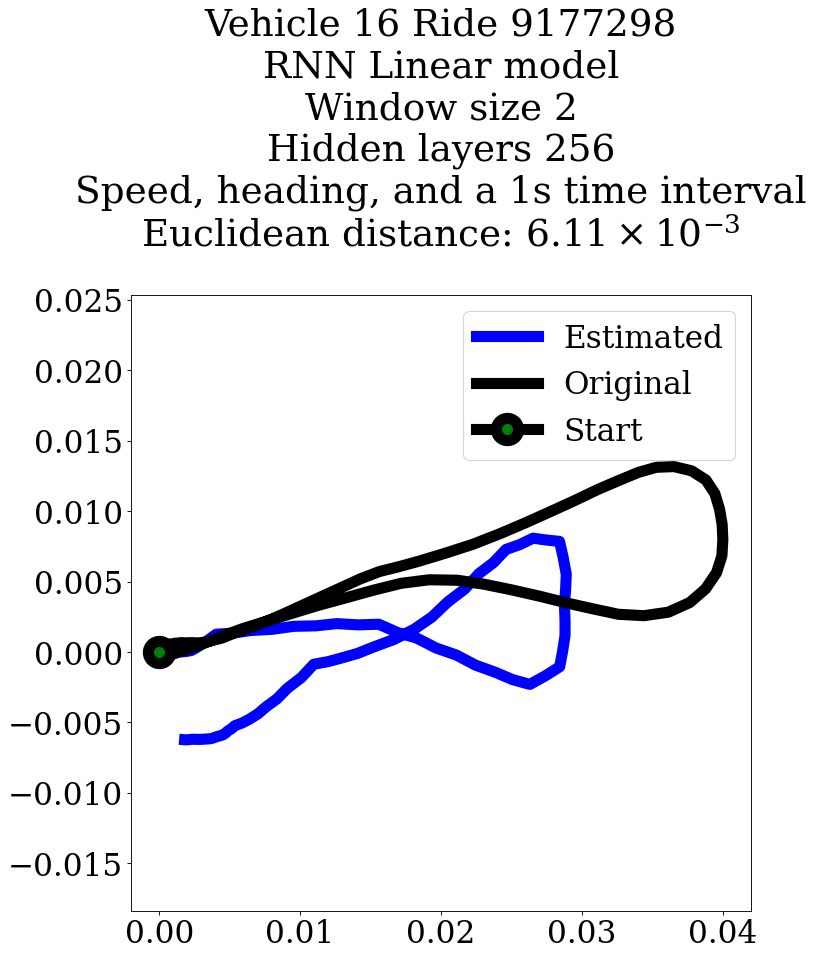 Vehicle 16 Ride 9177298
RNN Linear model
Window size 2
Hidden layers 256
Speed, heading, and a 1s time interval
Euclidean distance: 6.11 × 10⁻³
0.025
0.020
0.015
0.010
0.005
0.000
−0.005
−0.010
−0.015
Estimated
Original
Start
0.00 0.01 0.02 0.03 0.04